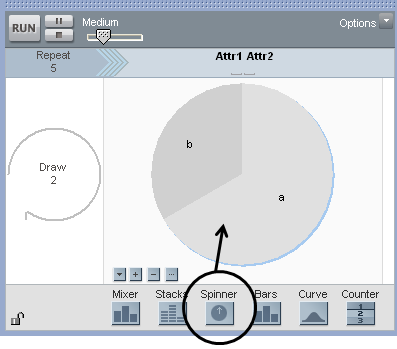 RUN
Medium
Options
Repeat
5
Attr1 Attr2
Draw
2
b
a
Mixer Stacks Spinner Bars Curve Counter
1
2
3